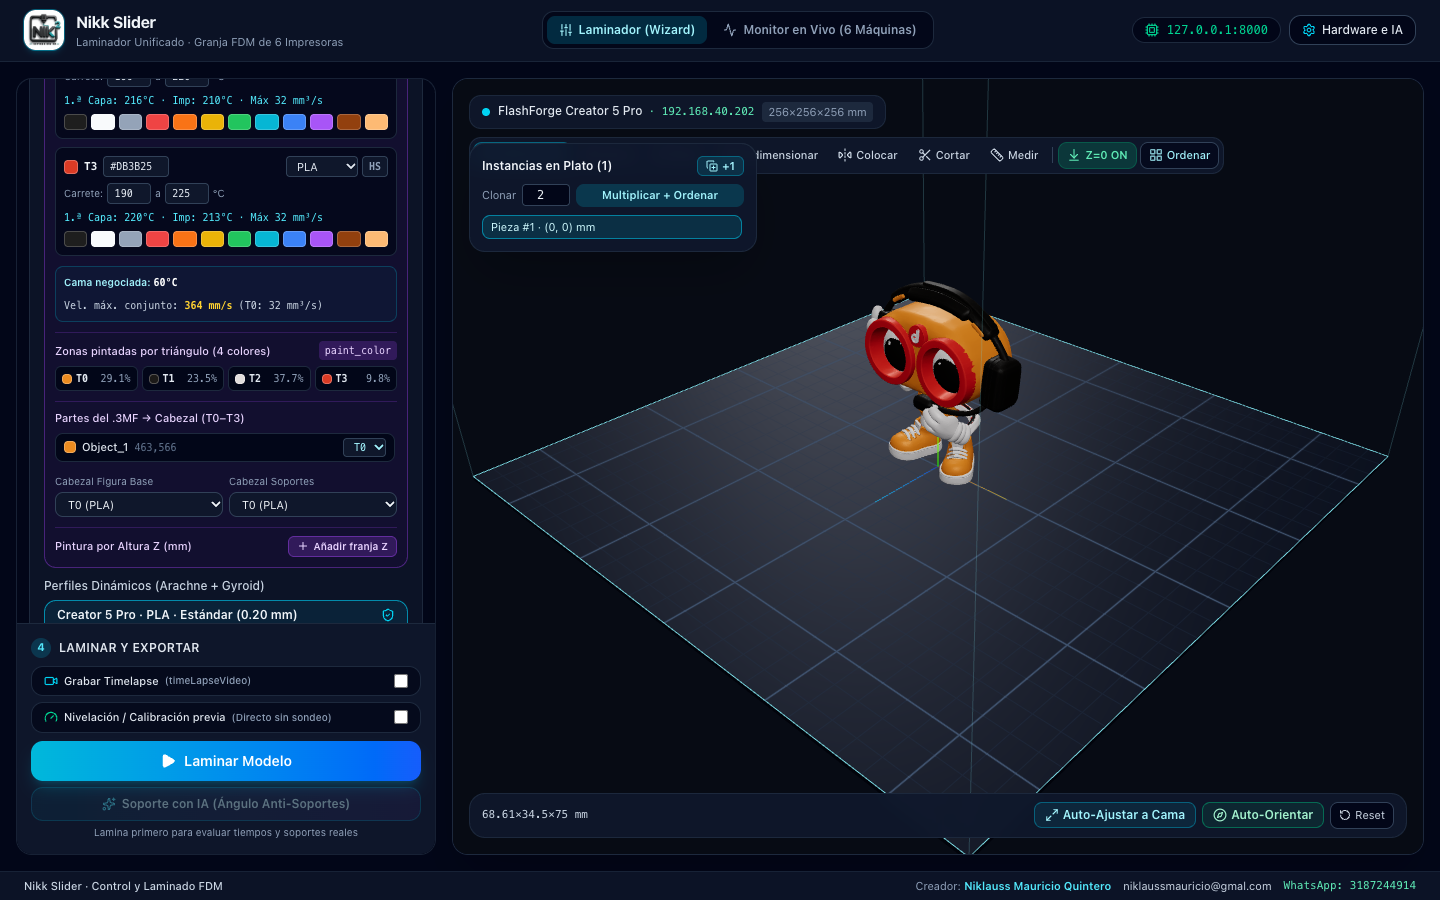 Nikk Slider
Laminador Unificado · Granja FDM de 6 Impresoras
Laminador (Wizard)
Monitor en Vivo (6 Máquinas)
127.0.0.1:8000
Hardware e IA
1.ª Capa: 216°C · Imp: 210°C · Máx 32 mm³/s
T3 #DB3B25 PLA HS
Carrete: 190 a 225 °C
1.ª Capa: 220°C · Imp: 213°C · Máx 32 mm³/s
Cama negociada: 60°C
Vel. máx. conjunto: 364 mm/s (T0: 32 mm³/s)
Zonas pintadas por triángulo (4 colores) paint_color
T0 29.1% T1 23.5% T2 37.7% T3 9.8%
Partes del .3MF → Cabezal (T0–T3)
Object_1 463,566 T0
Cabezal Figura Base Cabezal Soportes
T0 (PLA) T0 (PLA)
Pintura por Altura Z (mm) + Añadir franja Z
Perfiles Dinámicos (Arachne + Gyroid)
Creator 5 Pro · PLA · Estándar (0.20 mm)
4 LAMINAR Y EXPORTAR
Grabar Timelapse (timeLapseVideo)
Nivelación / Calibración previa (Directo sin sondeo)
Laminar Modelo
Soporte con IA (Ángulo Anti-Soportes)
Lamina primero para evaluar tiempos y soportes reales
FlashForge Creator 5 Pro · 192.168.40.202 256×256×256 mm
dimensionar Colocar Cortar Medir Z=0 ON Ordenar
Instancias en Plato (1) +1
Clonar 2 Multiplicar + Ordenar
Pieza #1 · (0, 0) mm
68.61×34.5×75 mm
Auto-Ajustar a Cama Auto-Orientar Reset
Nikk Slider · Control y Laminado FDM
Creador: Niklauss Mauricio Quintero niklaussmauricio@gmal.com WhatsApp: 3187244914